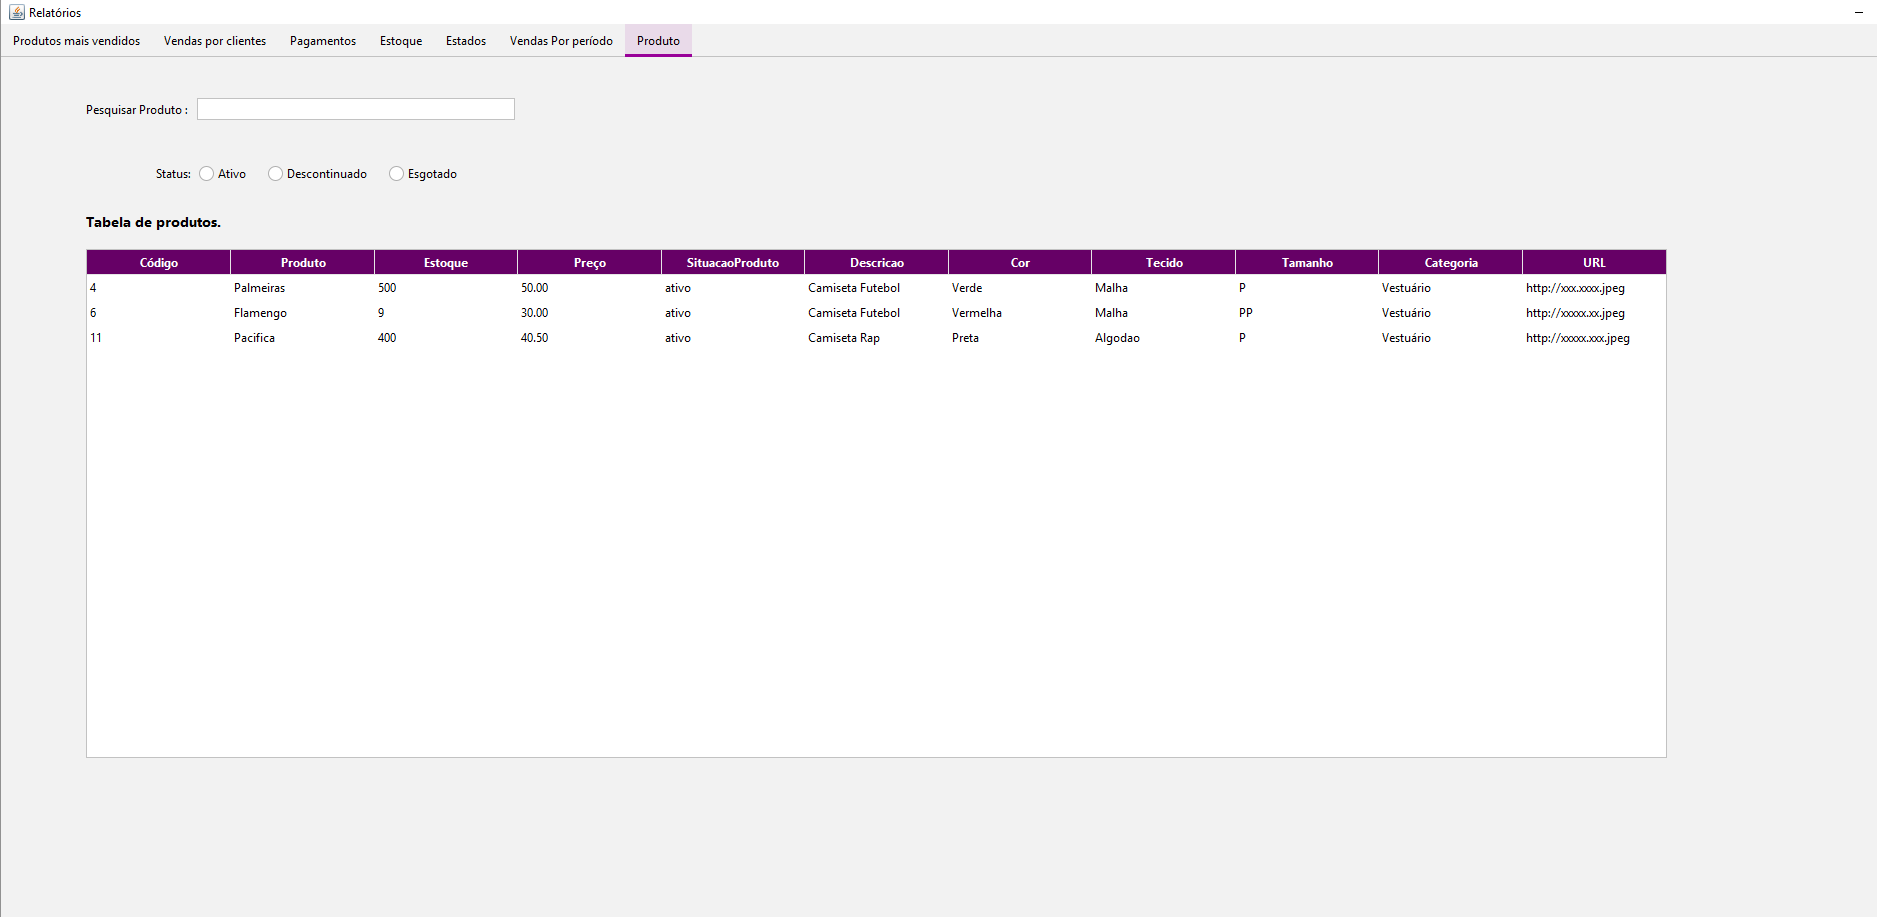 Relatórios
Produtos mais vendidos Vendas por clientes Pagamentos Estoque Estados Vendas Por período Produto
Pesquisar Produto :
Status: Ativo Descontinuado Esgotado
Tabela de produtos.
Código Produto Estoque Preço SituacaoProduto Descricao Cor Tecido Tamanho Categoria URL
4 Palmeiras 500 50.00 ativo Camiseta Futebol Verde Malha P Vestuário http://xxx.xxxx.jpeg
6 Flamengo 9 30.00 ativo Camiseta Futebol Vermelha Malha PP Vestuário http://xxxxx.xx.jpeg
11 Pacifica 400 40.50 ativo Camiseta Rap Preta Algodao P Vestuário http://xxxxx.xxx.jpeg